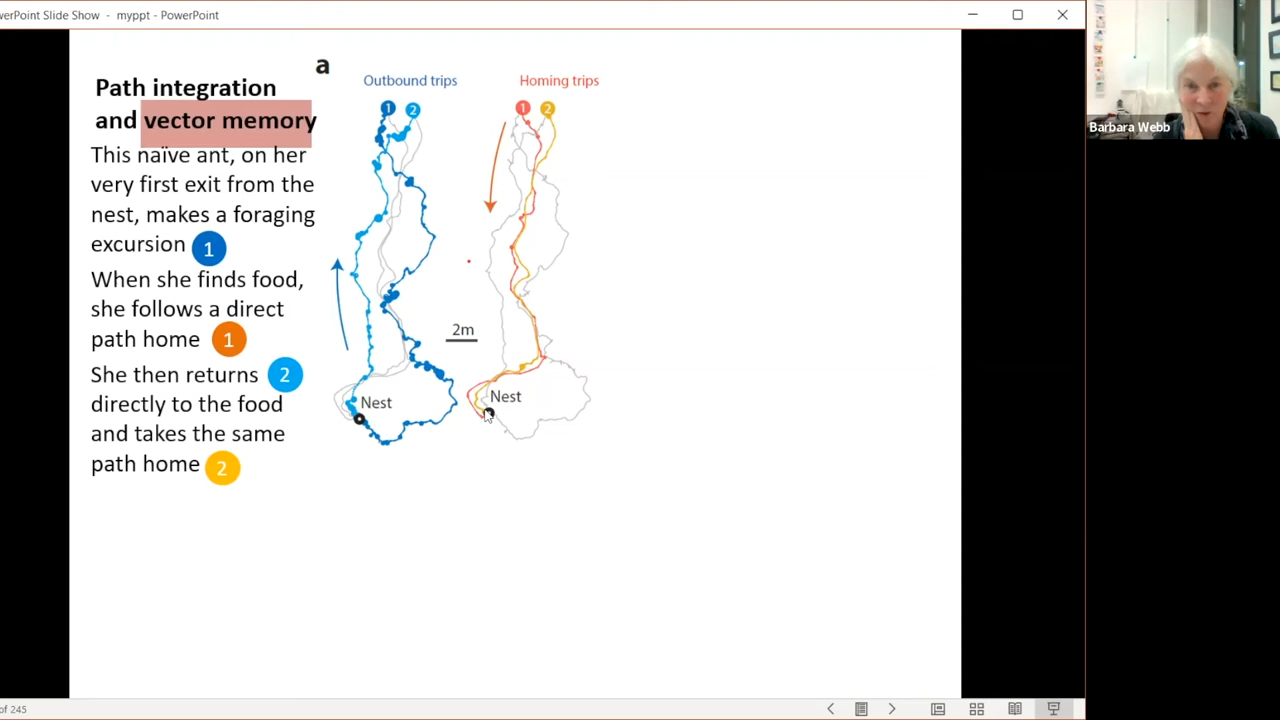 werPoint Slide Show - myppt - PowerPoint
Path integration
and vector memory
This naïve ant, on her
very first exit from the
nest, makes a foraging
excursion 1
When she finds food,
she follows a direct
path home 1
She then returns 2
directly to the food
and takes the same
path home 2
a
Outbound trips
Homing trips
1 2
1 2
2m
Nest
Nest
Barbara Webb
of 245